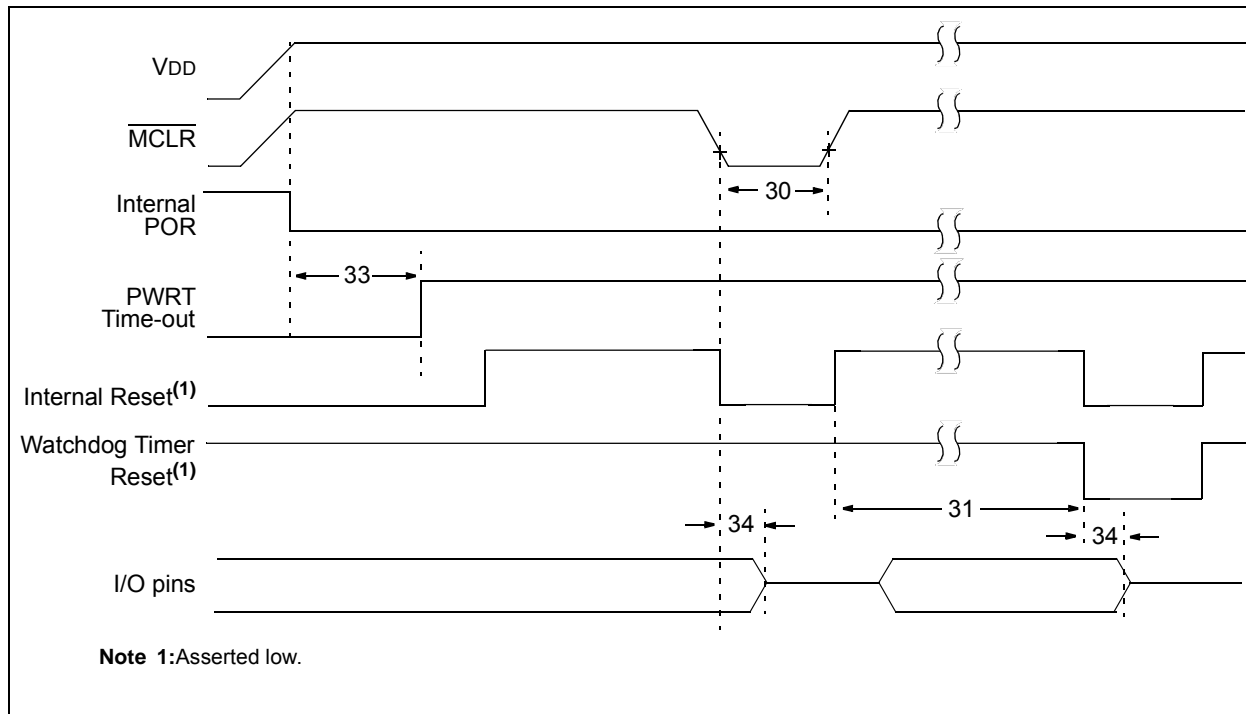 VDD
MCLR
30
Internal
POR
33
PWRT
Time-out
Internal Reset(1)
Watchdog Timer
Reset(1)
31
34
34
I/O pins
Note 1:Asserted low.